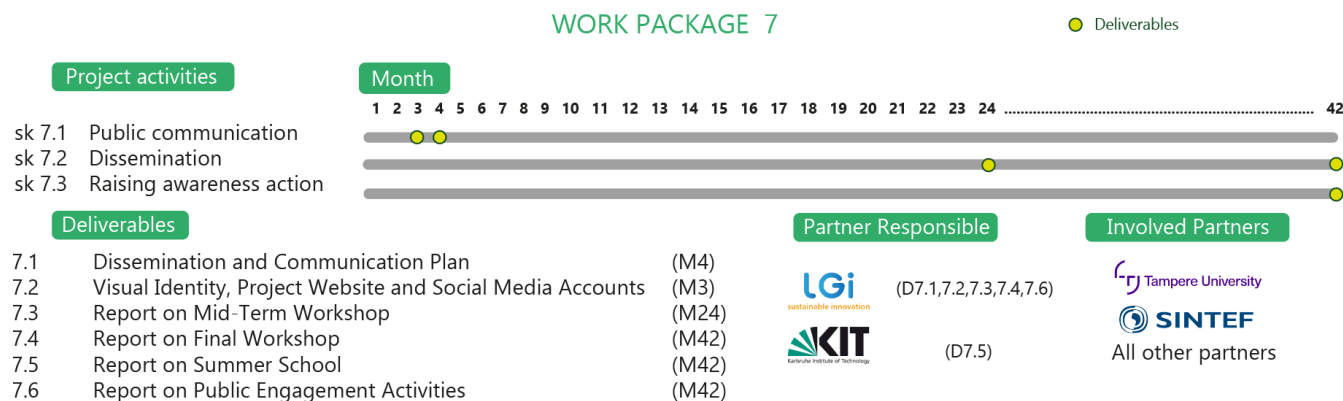 WORK PACKAGE 7
Deliverables
Project activities
Month
1 2 3 4 5 6 7 8 9 10 11 12 13 14 15 16 17 18 19 20 21 22 23 24 ........................................................................................ 42
sk 7.1 Public communication
sk 7.2 Dissemination
sk 7.3 Raising awareness action
Deliverables
7.1 Dissemination and Communication Plan (M4)
7.2 Visual Identity, Project Website and Social Media Accounts (M3)
7.3 Report on Mid-Term Workshop (M24)
7.4 Report on Final Workshop (M42)
7.5 Report on Summer School (M42)
7.6 Report on Public Engagement Activities (M42)
Partner Responsible
LGi
sustainable innovation
(D7.1,7.2,7.3,7.4,7.6)
KIT
Karlsruhe Institute of Technology
(D7.5)
Involved Partners
Tampere University
SINTEF
All other partners